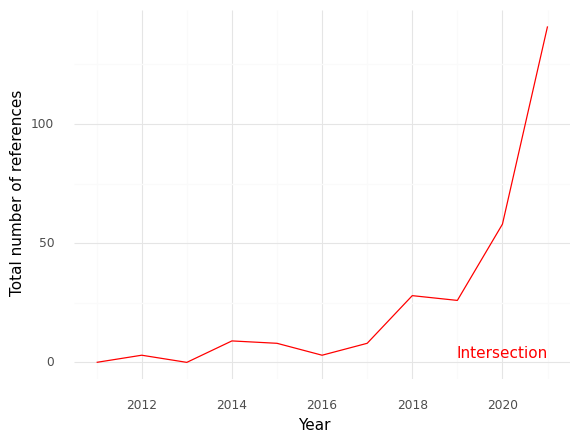 Total number of references
100
50
0
Intersection
2012 2014 2016 2018 2020
Year